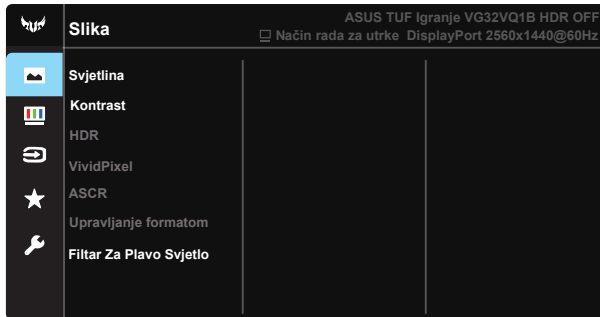 Slika
ASUS TUF Igranje VG32VQ1B HDR OFF
Način rada za utrke DisplayPort 2560x1440@60Hz
Svjetlina
Kontrast
HDR
VividPixel
ASCR
Upravljanje formatom
Filtar Za Plavo Svjetlo